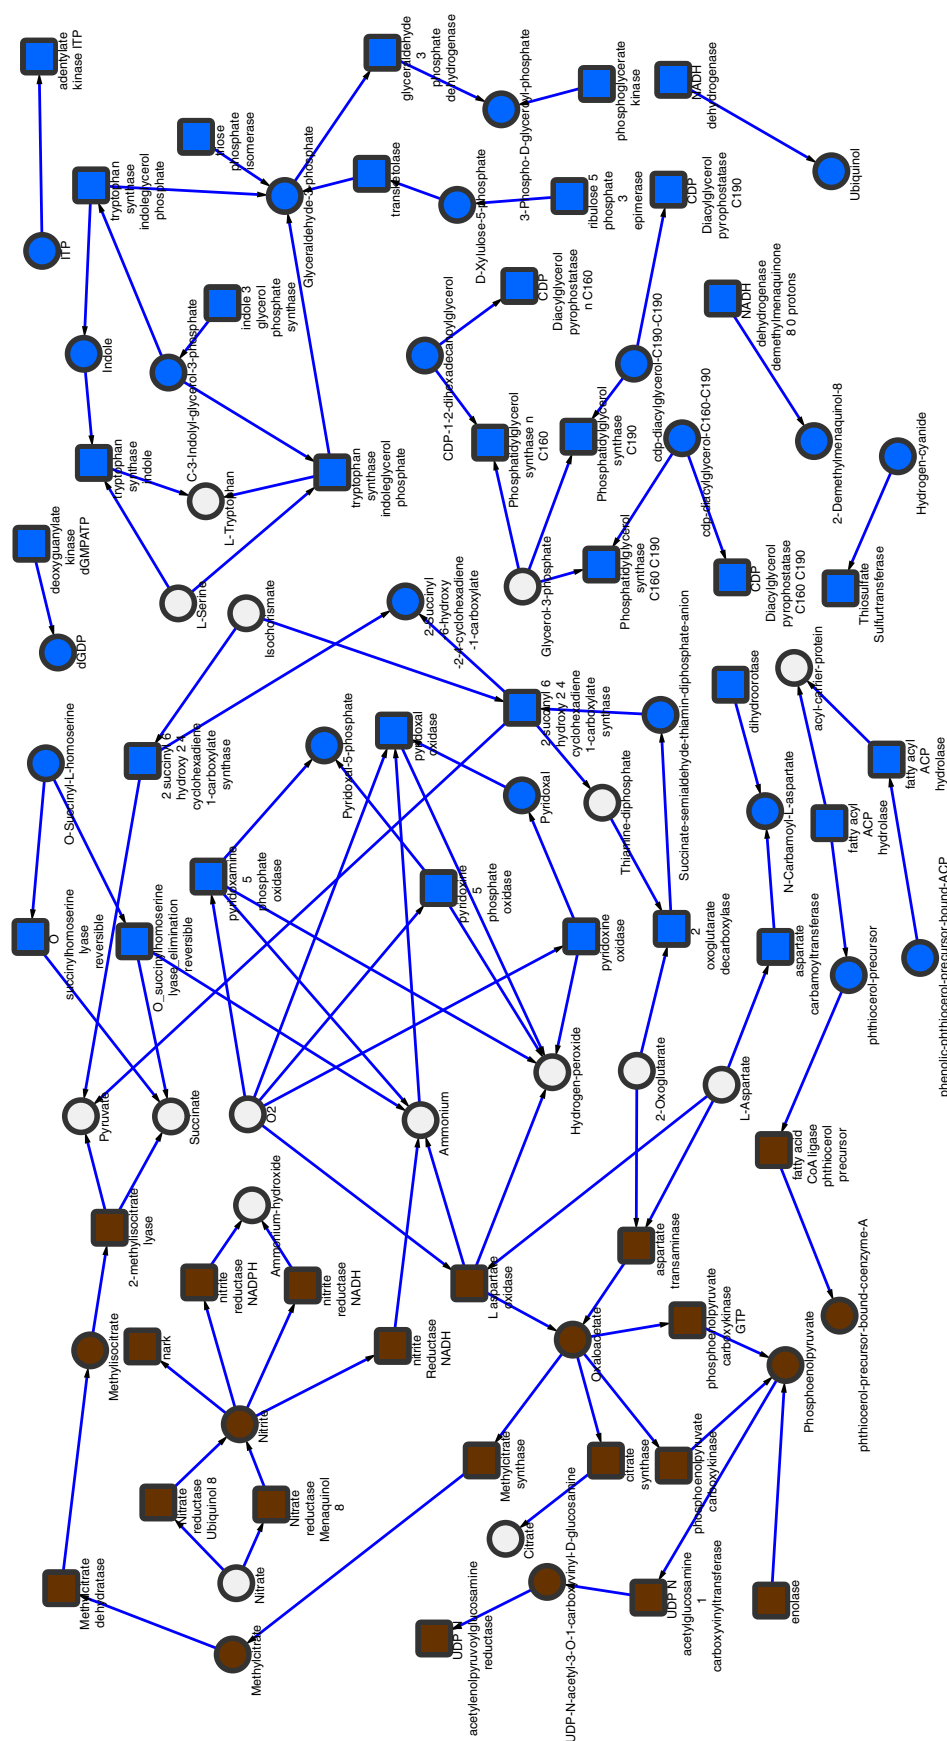 adentylate
kinase ITP
ITP
tryptophan
synthase
indoleglycerol
phosphate
triose
phosphate
isomerase
glyceraldehyde
3
phosphate
dehydrogenase
Glyceraldehyde-3-phosphate
transketolase
D-Xylulose-5-phosphate
3-Phospho-D-glyceroyl-phosphate
phosphoglycerate
kinase
ribulose 5
phosphate
3
epimerase
NADH
dehydrogenase
Ubiquinol
Indole
C-3-Indolyl-glycerol-3-phosphate
indole 3
glycerol
phosphate
synthase
tryptophan
synthase
indole
L-Tryptophan
tryptophan
synthase
indoleglycerol
phosphate
L-Serine
deoxyguanylate
kinase
dGMPATP
dGDP
CDP-1-2-dihexadecanoylglycerol
CDP
Diacylglycerol
pyrophostatase
n C160
Phosphatidylglycerol
synthase n
C160
CDP
Diacylglycerol
pyrophostatase
C190
cdp-diacylglycerol-C190-C190
Phosphatidylglycerol
synthase
C190
Glycerol-3-phosphate
Phosphatidylglycerol
synthase
C160 C190
cdp-diacylglycerol-C160-C190
CDP
Diacylglycerol
pyrophostatase
C160 C190
NADH
dehydrogenase
demethylmenaquinone
8 0 protons
2-Demethylmenaquinol-8
Hydrogen-cyanide
Thiosulfate
Sulfurtransferase
O-Succinyl-L-homoserine
O
succinylhomoserine
lyase
reversible
O_succinylhomoserine
lyase_elimination
reversible
Isochorismate
2 succinyl 6
hydroxy 2 4
cyclohexadiene
1-carboxylate
synthase
2-Succinyl
6-hydroxy
-2-4-cyclohexadiene
-1-carboxylate
2 succinyl 6
hydroxy 2 4
cyclohexadiene
1-carboxylate
synthase
Pyridoxal-5-phosphate
pyridoxal
oxidase
pyridoxamine
5
phosphate
oxidase
pyridoxine
5
phosphate
oxidase
Pyridoxal
pyridoxine
oxidase
Thiamine-diphosphate
Succinate-semialdehyde-thiamin-diphosphate-anion
2
oxoglutarate
decarboxylase
dihydroorotase
N-Carbamoyl-L-aspartate
aspartate
carbamoyltransferase
acyl-carrier-protein
fatty acyl
ACP
hydrolase
fatty acyl
ACP
hydrolase
phthiocerol-precursor
phenolic-phthiocerol-precursor-bound-ACP
Pyruvate
Succinate
O2
Ammonium
Hydrogen-peroxide
2-Oxoglutarate
L-Aspartate
fatty acid
CoA ligase
phthiocerol
precursor
phthiocerol-precursor-bound-coenzyme-A
2-methylisocitrate
lyase
Methylisocitrate
Ammonium-hydroxide
nitrite
reductase
NADPH
nitrite
reductase
NADH
nark
nitrite
Reductase
NADH
Nitrite
Nitrate
reductase
Ubiquinol 8
Nitrate
reductase
Menaquinol
8
Nitrate
Methylcitrate
dehydratase
Methylcitrate
L aspartate
oxidase
aspartate
transaminase
Oxaloacetate
phosphoenolpyruvate
carboxykinase
GTP
Phosphoenolpyruvate
Methylcitrate
synthase
citrate
synthase
phosphoenolpyruvate
carboxykinase
Citrate
UDP-N-acetyl-3-O-1-carboxyvinyl-D-glucosamine
UDP N
acetylenolpyruvoylglucosamine
reductase
UDP N
acetylglucosamine
1
carboxyvinyltransferase
enolase